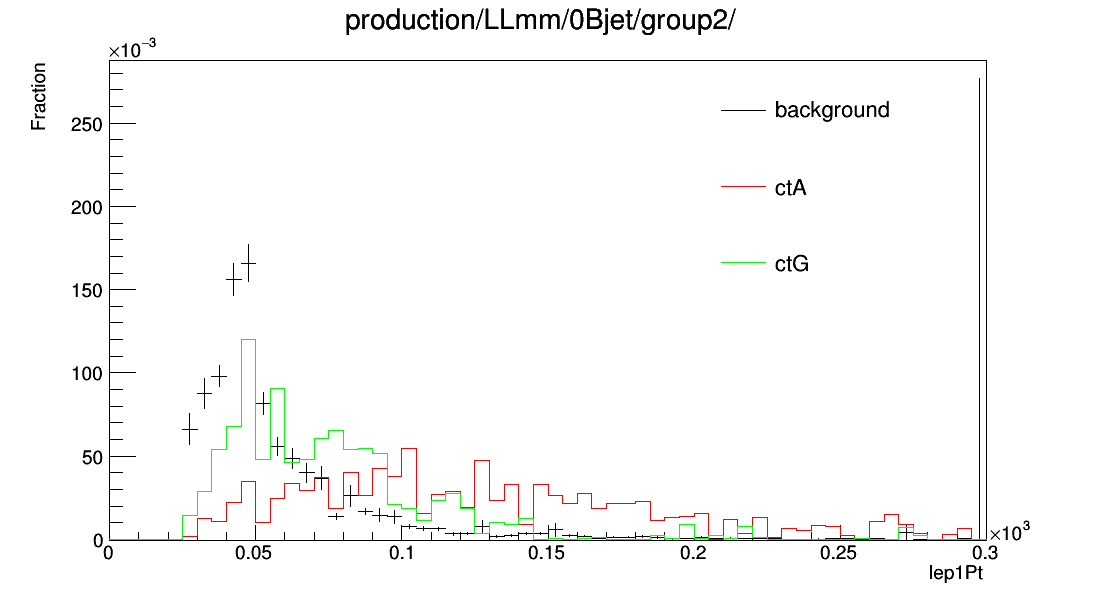 production/LLmm/0Bjet/group2/
×10⁻³
Fraction
250
200
150
100
50
0
background
ctA
ctG
0 0.05 0.1 0.15 0.2 0.25 0.3
×10³
lep1Pt